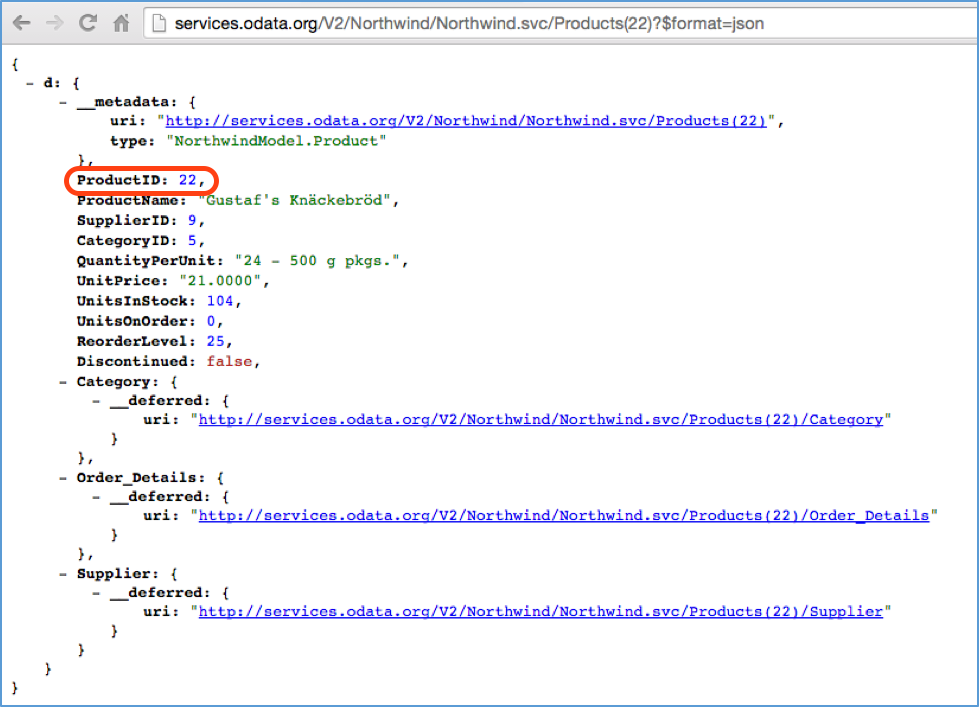 services.odata.org/V2/Northwind/Northwind.svc/Products(22)?$format=json
{
- d: {
- __metadata: {
uri: "http://services.odata.org/V2/Northwind/Northwind.svc/Products(22)",
type: "NorthwindModel.Product"
},
ProductID: 22,
ProductName: "Gustaf's Knäckebröd",
SupplierID: 9,
CategoryID: 5,
QuantityPerUnit: "24 - 500 g pkgs.",
UnitPrice: "21.0000",
UnitsInStock: 104,
UnitsOnOrder: 0,
ReorderLevel: 25,
Discontinued: false,
- Category: {
- __deferred: {
uri: "http://services.odata.org/V2/Northwind/Northwind.svc/Products(22)/Category"
}
},
- Order_Details: {
- __deferred: {
uri: "http://services.odata.org/V2/Northwind/Northwind.svc/Products(22)/Order_Details"
}
},
- Supplier: {
- __deferred: {
uri: "http://services.odata.org/V2/Northwind/Northwind.svc/Products(22)/Supplier"
}
}
}
}